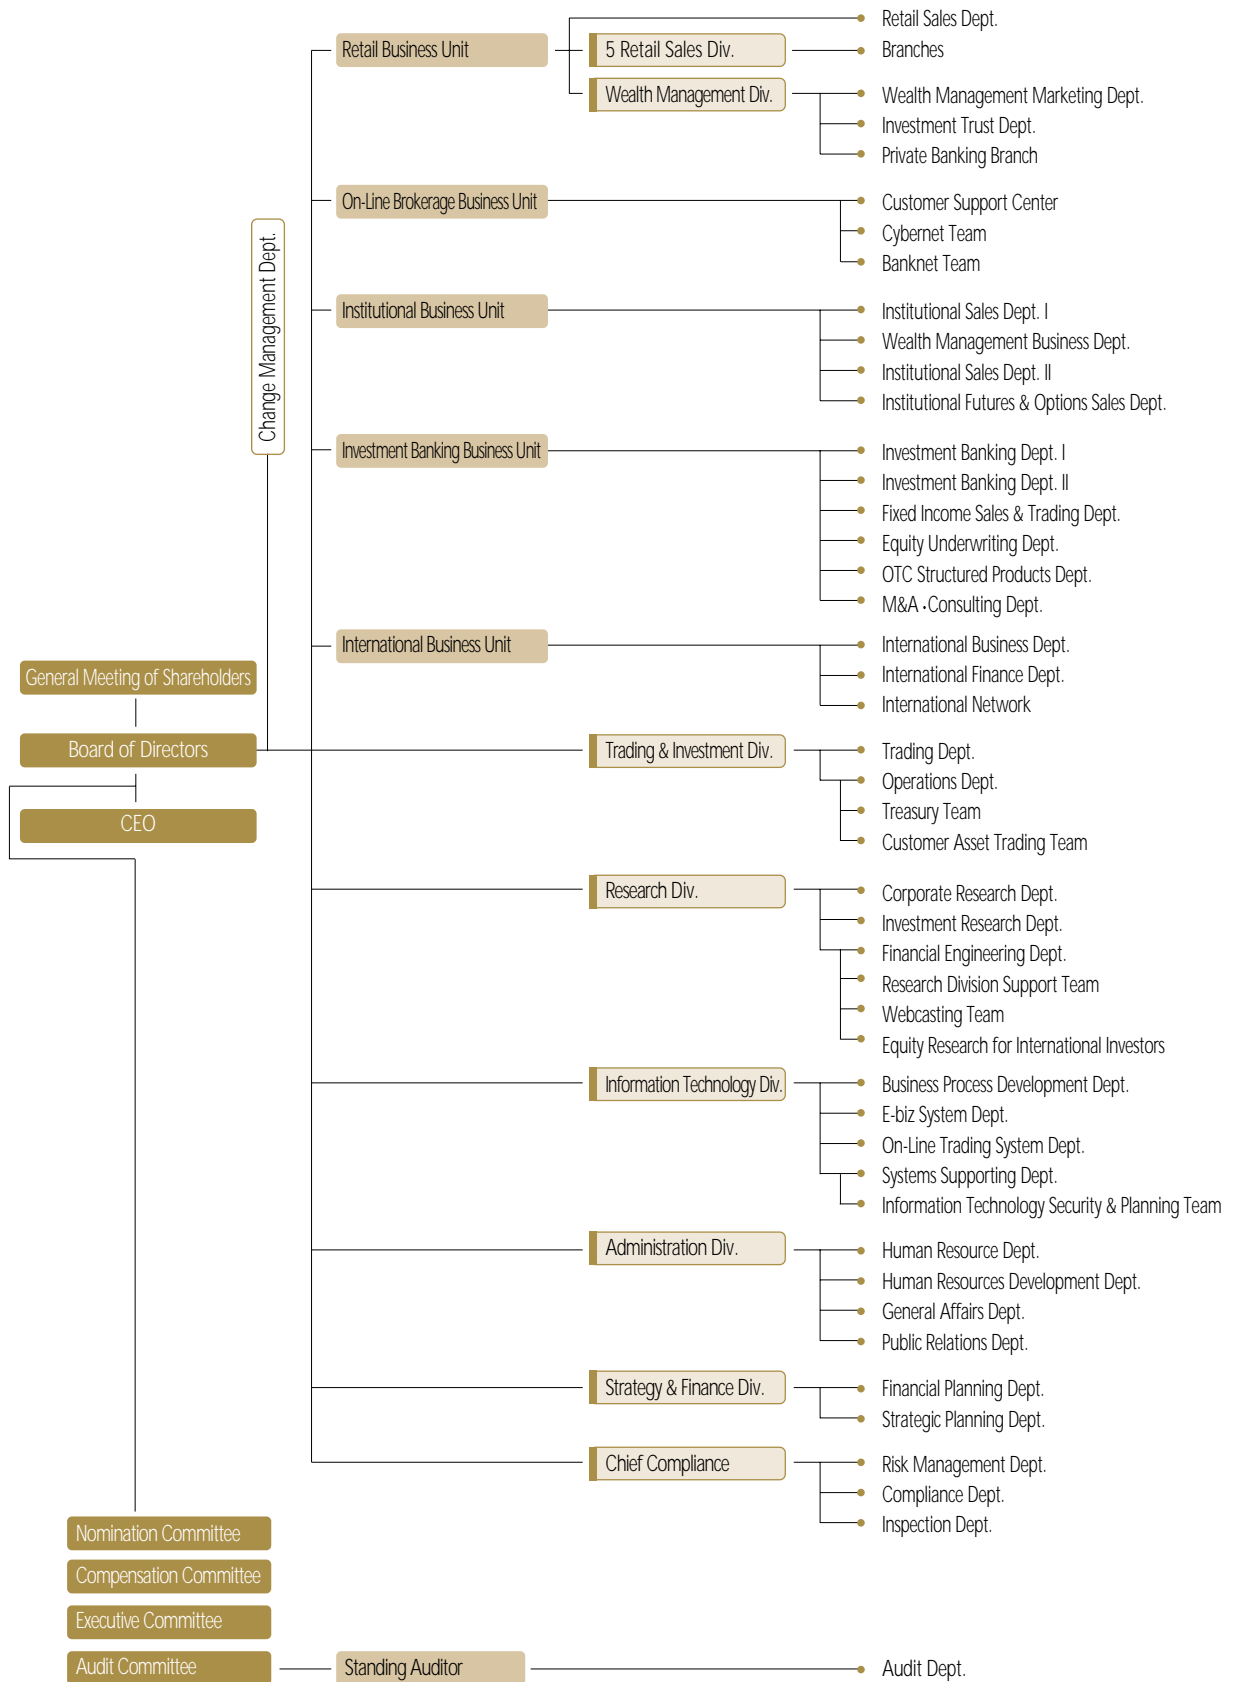 Retail Sales Dept.
Retail Business Unit
5 Retail Sales Div.
Branches
Wealth Management Div.
Wealth Management Marketing Dept.
Investment Trust Dept.
Private Banking Branch
On-Line Brokerage Business Unit
Customer Support Center
Cybernet Team
Banknet Team
Change Management Dept.
Institutional Business Unit
Institutional Sales Dept. I
Wealth Management Business Dept.
Institutional Sales Dept. II
Institutional Futures & Options Sales Dept.
Investment Banking Business Unit
Investment Banking Dept. I
Investment Banking Dept. II
Fixed Income Sales & Trading Dept.
Equity Underwriting Dept.
OTC Structured Products Dept.
M&A · Consulting Dept.
International Business Unit
International Business Dept.
International Finance Dept.
International Network
General Meeting of Shareholders
Board of Directors
CEO
Trading & Investment Div.
Trading Dept.
Operations Dept.
Treasury Team
Customer Asset Trading Team
Research Div.
Corporate Research Dept.
Investment Research Dept.
Financial Engineering Dept.
Research Division Support Team
Webcasting Team
Equity Research for International Investors
Information Technology Div.
Business Process Development Dept.
E-biz System Dept.
On-Line Trading System Dept.
Systems Supporting Dept.
Information Technology Security & Planning Team
Administration Div.
Human Resource Dept.
Human Resources Development Dept.
General Affairs Dept.
Public Relations Dept.
Strategy & Finance Div.
Financial Planning Dept.
Strategic Planning Dept.
Chief Compliance
Risk Management Dept.
Compliance Dept.
Inspection Dept.
Nomination Committee
Compensation Committee
Executive Committee
Audit Committee
Standing Auditor
Audit Dept.